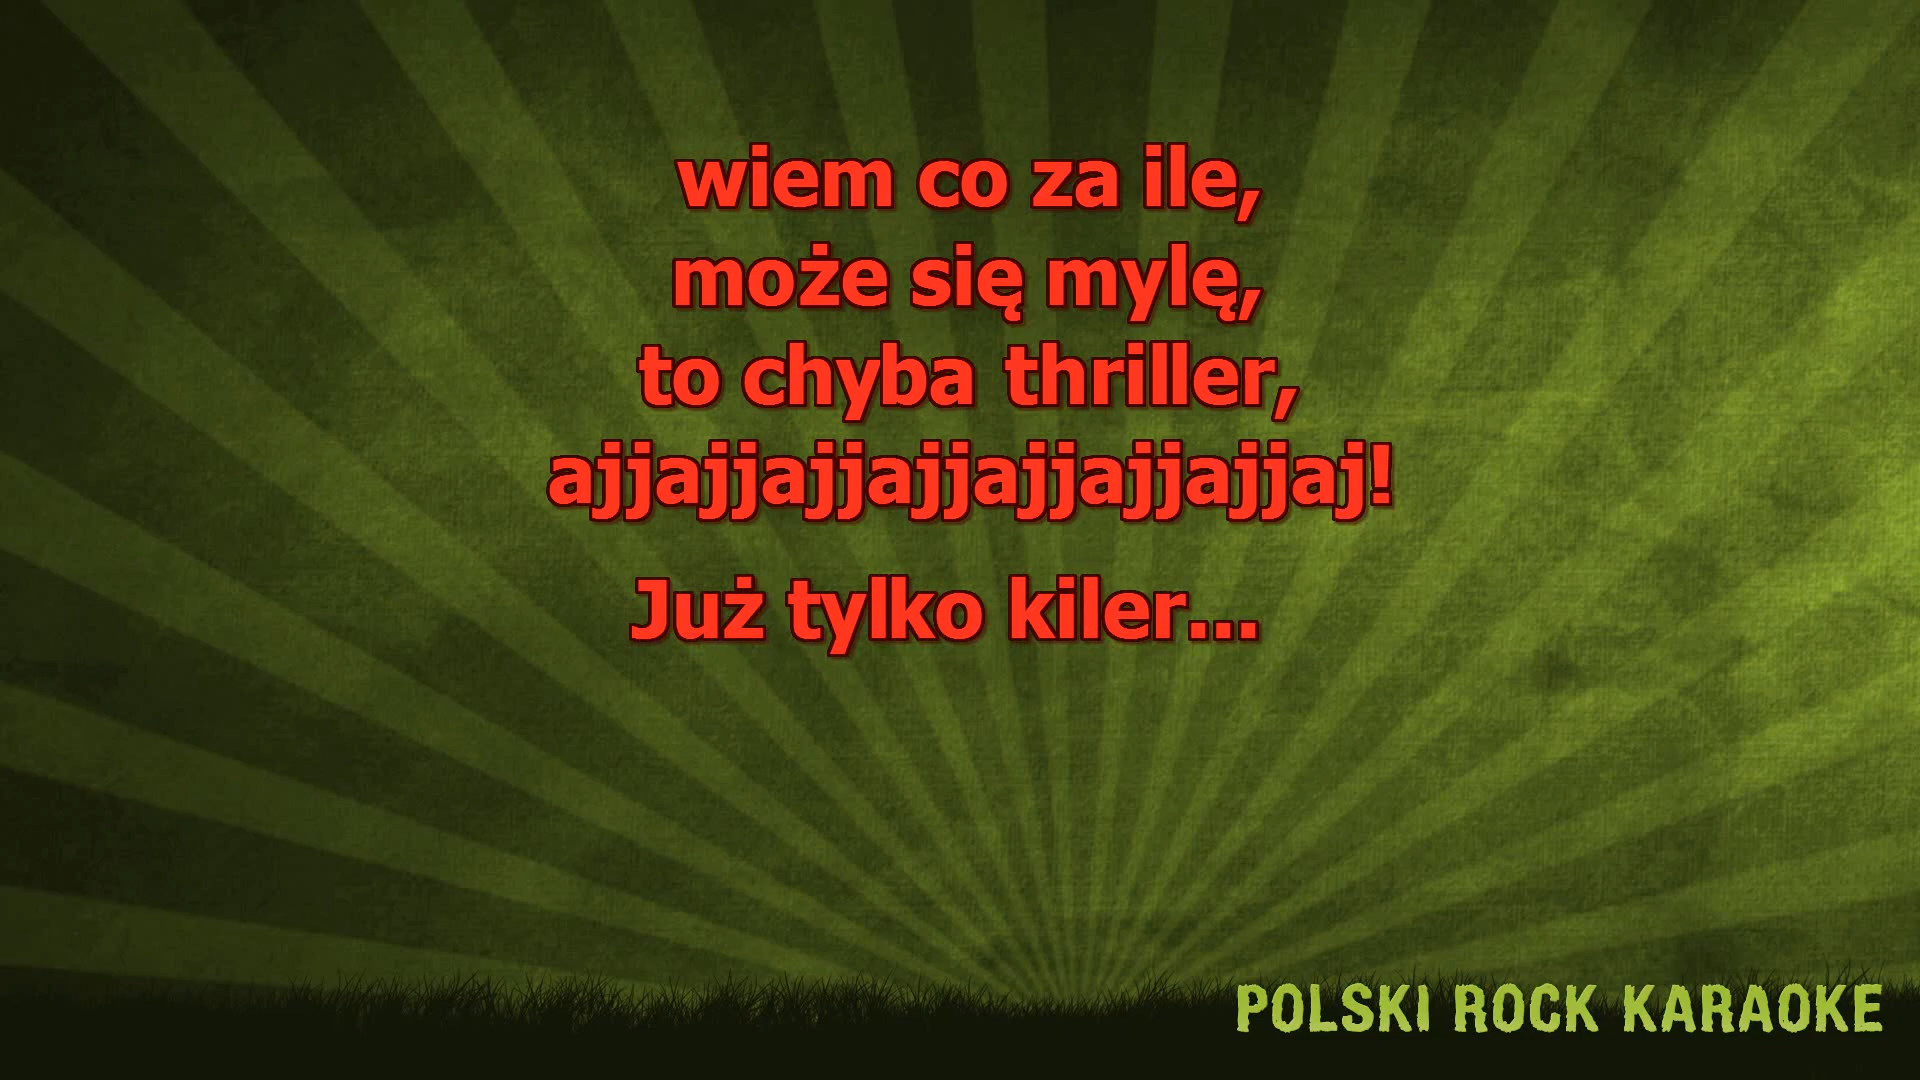 wiem co za ile,
może się mylę,
to chyba thriller,
ajjajjajjajjajjajjajjaj!
Już tylko kiler...
POLSKI ROCK KARAOKE